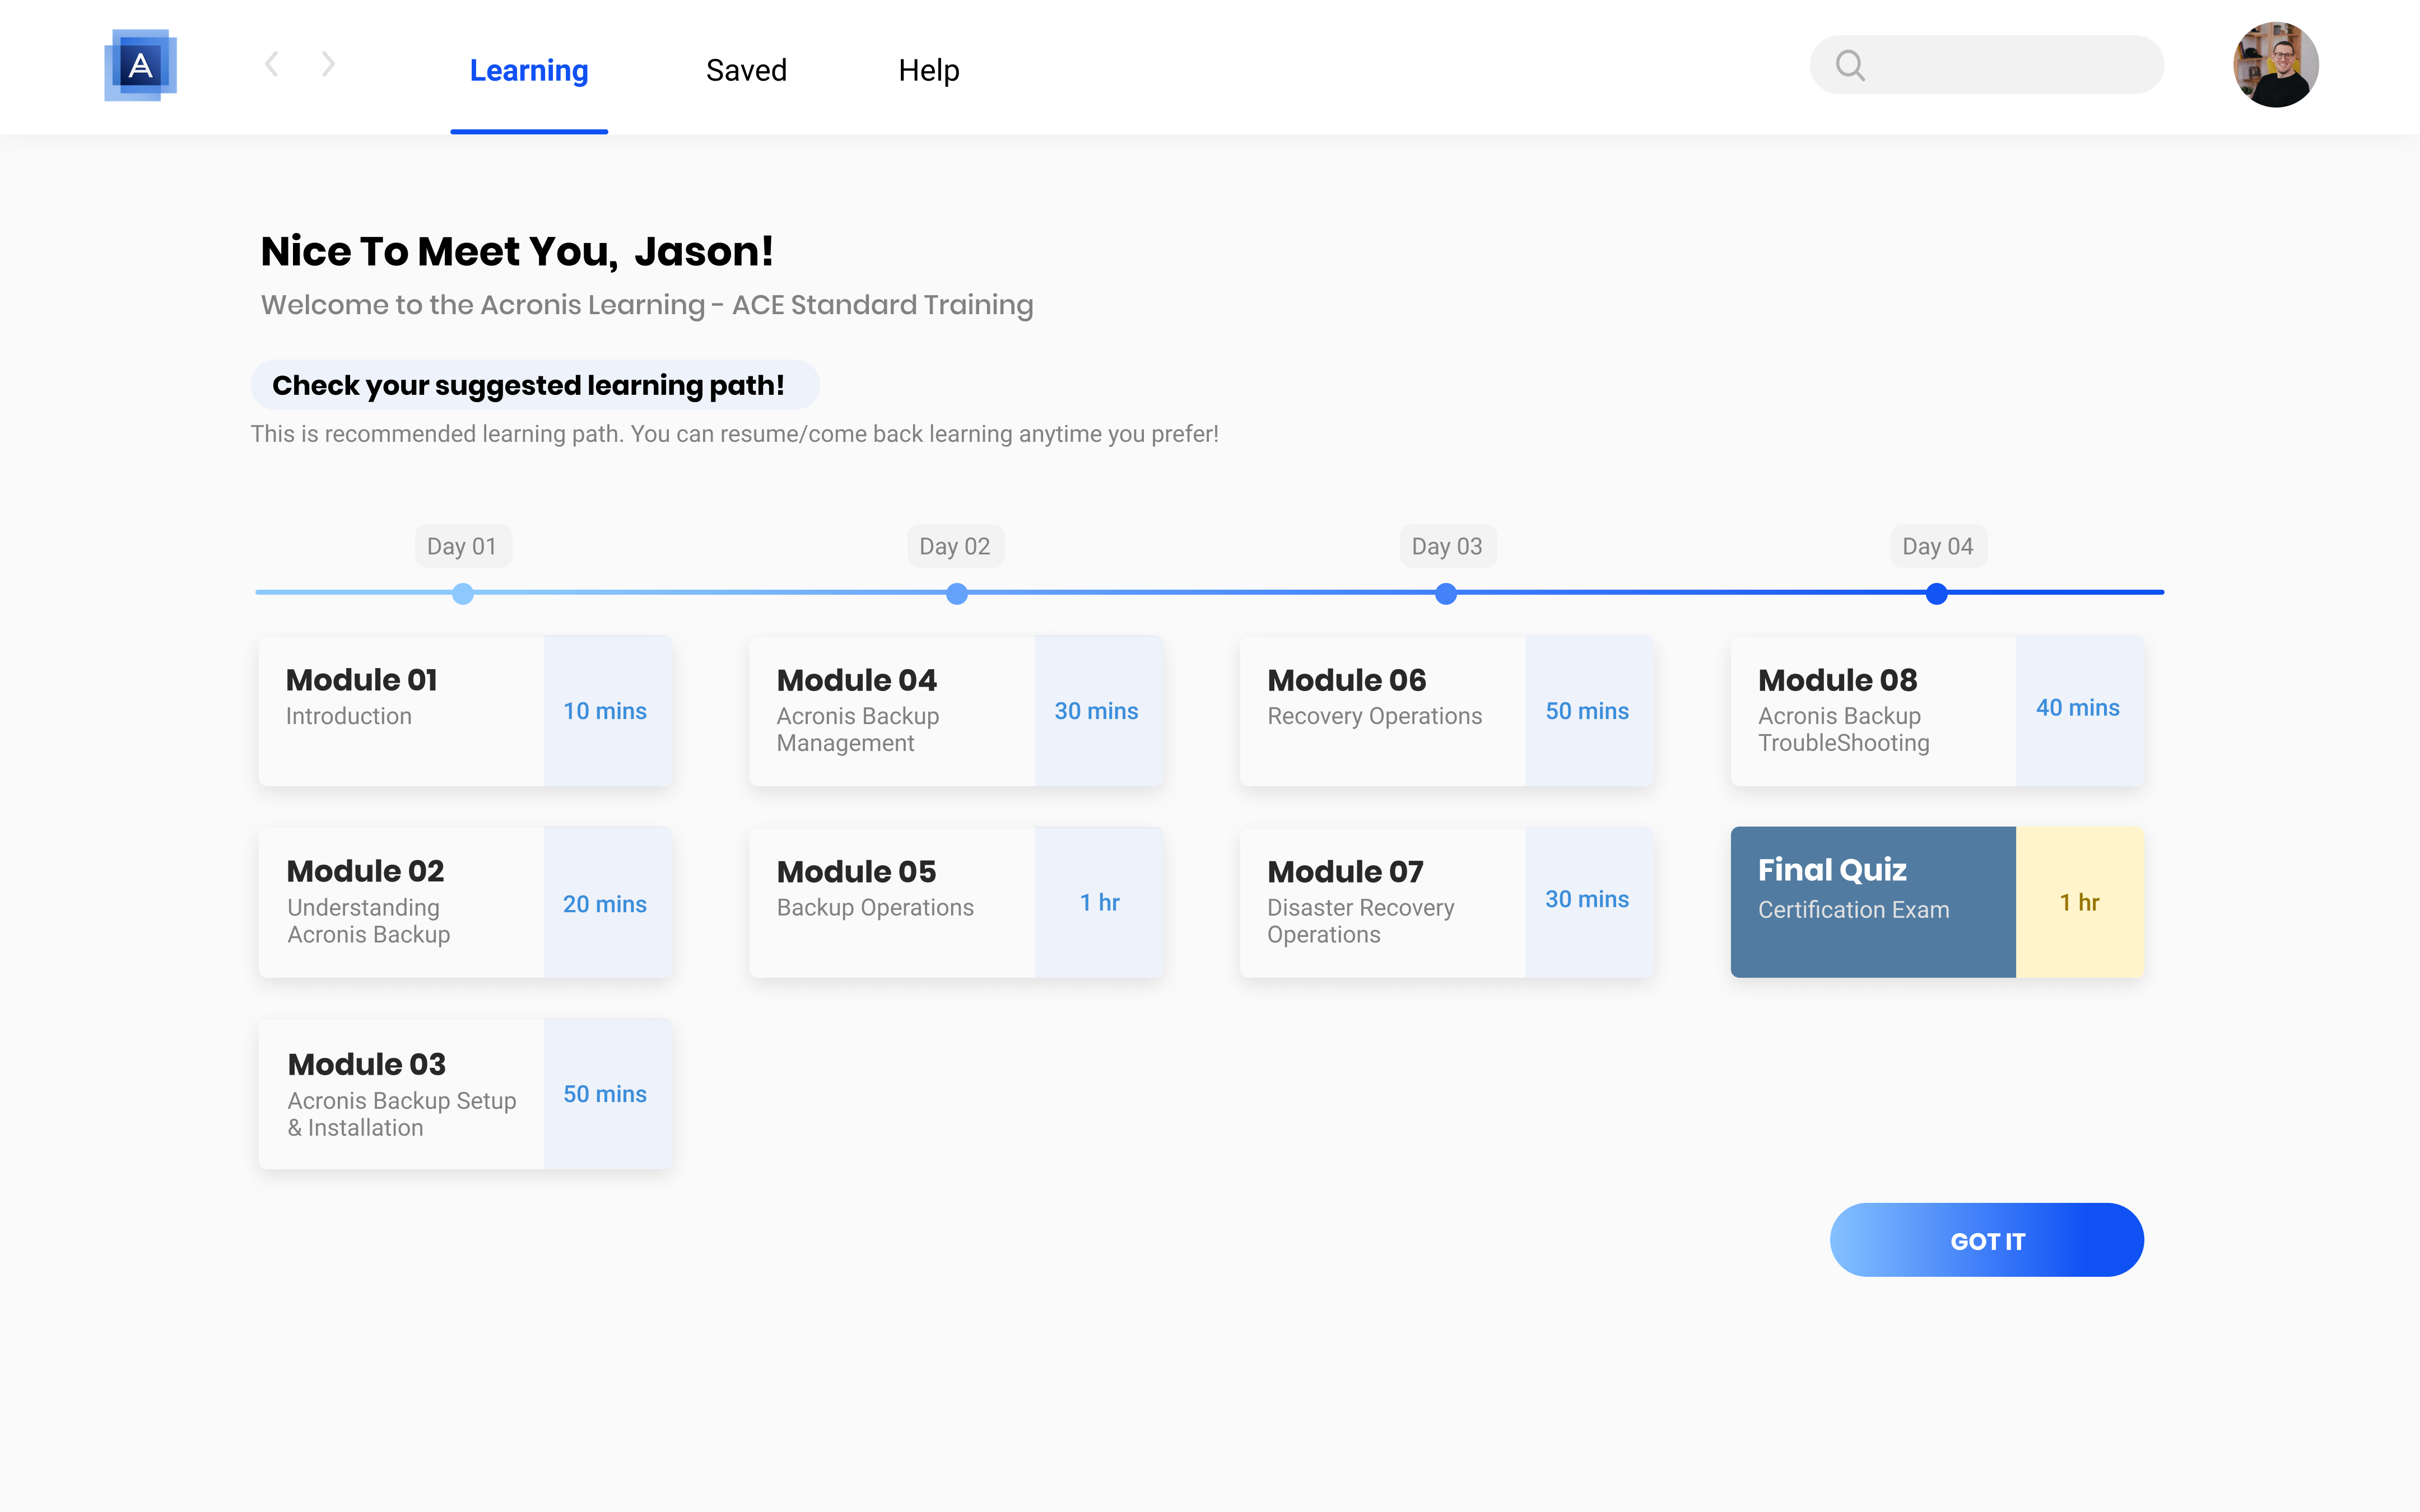 A
Learning
Saved
Help
Nice To Meet You, Jason!
Welcome to the Acronis Learning - ACE Standard Training
Check your suggested learning path!
This is recommended learning path. You can resume/come back learning anytime you prefer!
Day 01
Day 02
Day 03
Day 04
Module 01
Introduction
10 mins
Module 04
Acronis Backup
Management
30 mins
Module 06
Recovery Operations
50 mins
Module 08
Acronis Backup
TroubleShooting
40 mins
Module 02
Understanding
Acronis Backup
20 mins
Module 05
Backup Operations
1 hr
Module 07
Disaster Recovery
Operations
30 mins
Final Quiz
Certification Exam
1 hr
Module 03
Acronis Backup Setup
& Installation
50 mins
GOT IT